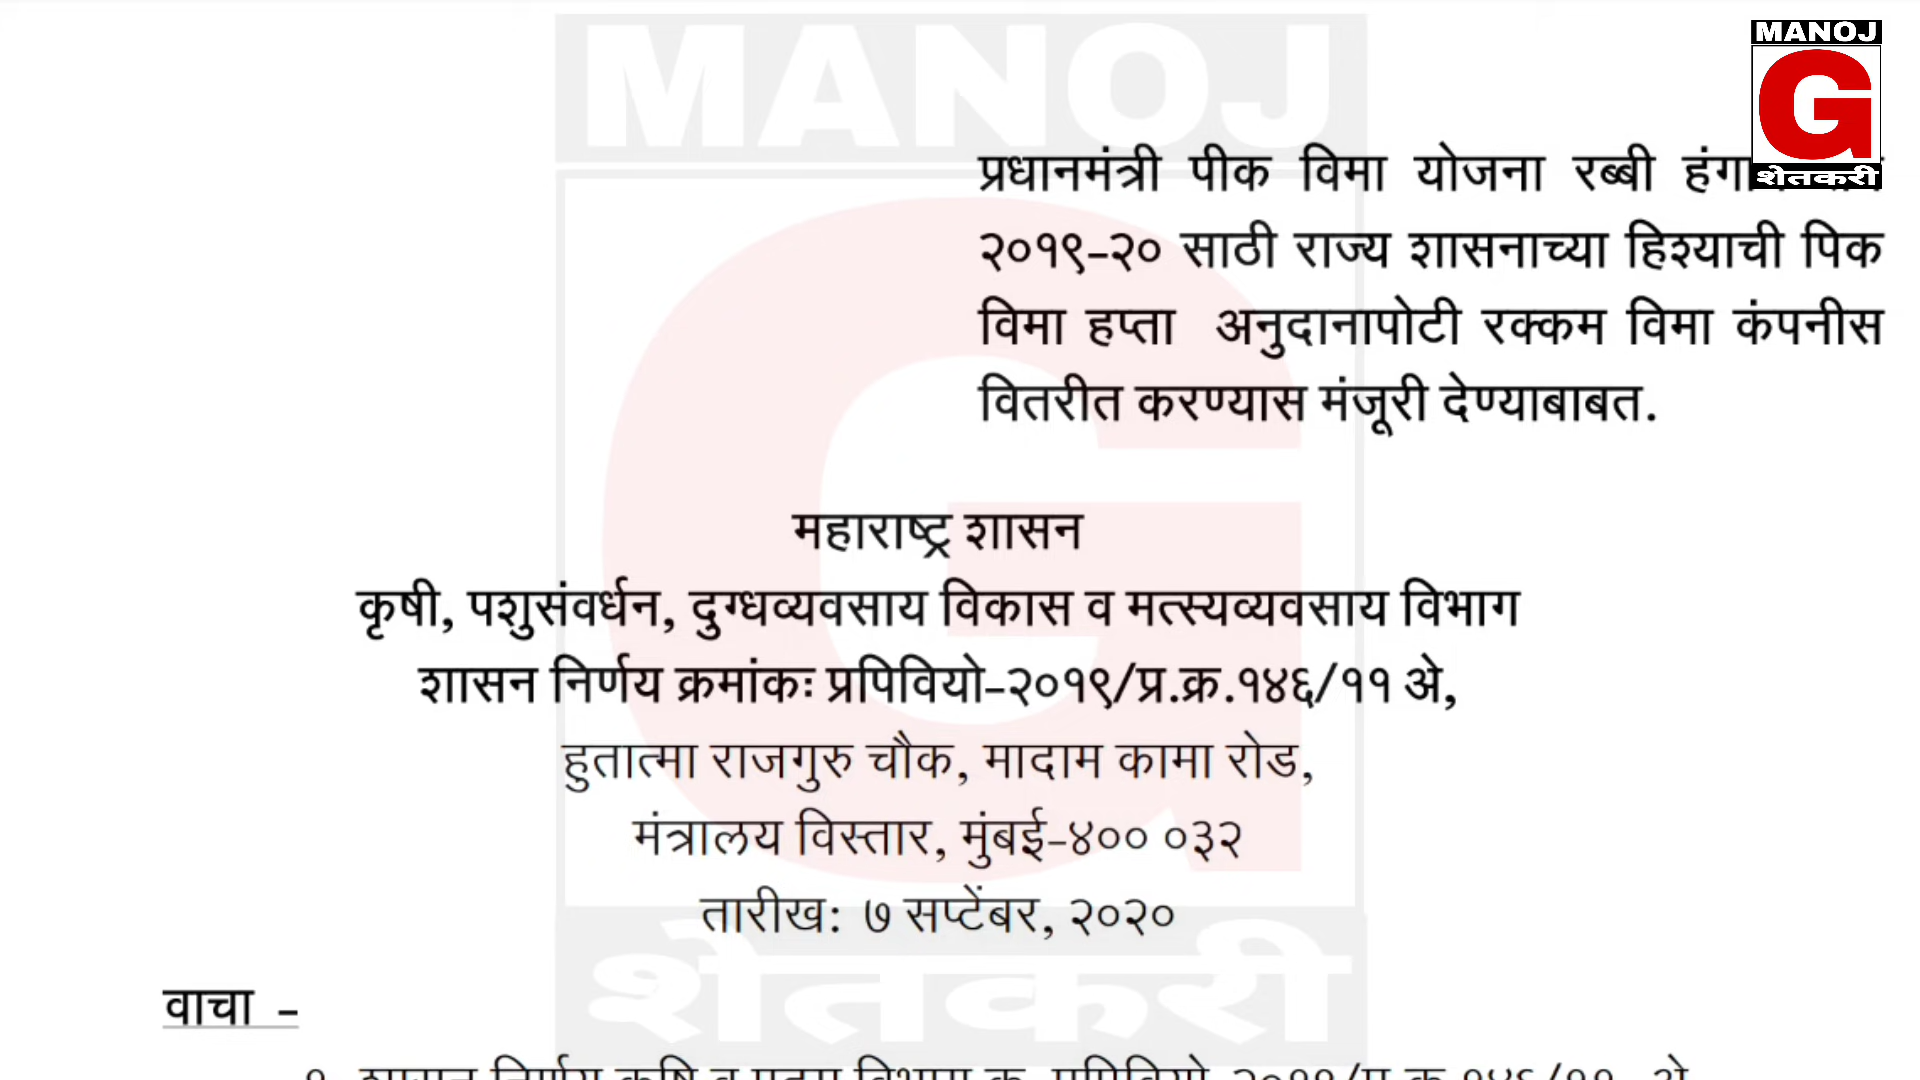 MANOJ
G
शेतकरी
प्रधानमंत्री पीक विमा योजना रब्बी
२०१९-२० साठी राज्य शासनाच्या हिश्याची पिक
विमा हप्ता अनुदानापोटी रक्कम विमा कंपनीस
वितरीत करण्यास मंजूरी देण्याबाबत.
महाराष्ट्र शासन
कृषी, पशुसंवर्धन, दुग्धव्यवसाय विकास व मत्स्यव्यवसाय विभाग
शासन निर्णय क्रमांकः प्रपिवियो-२०१९/प्र.क्र.१४६/११ अे,
हुतात्मा राजगुरु चौक, मादाम कामा रोड,
मंत्रालय विस्तार, मुंबई-४०० ०३२
तारीख: ७ सप्टेंबर, २०२०
वाचा -
MANOJ
G
शेतकरी